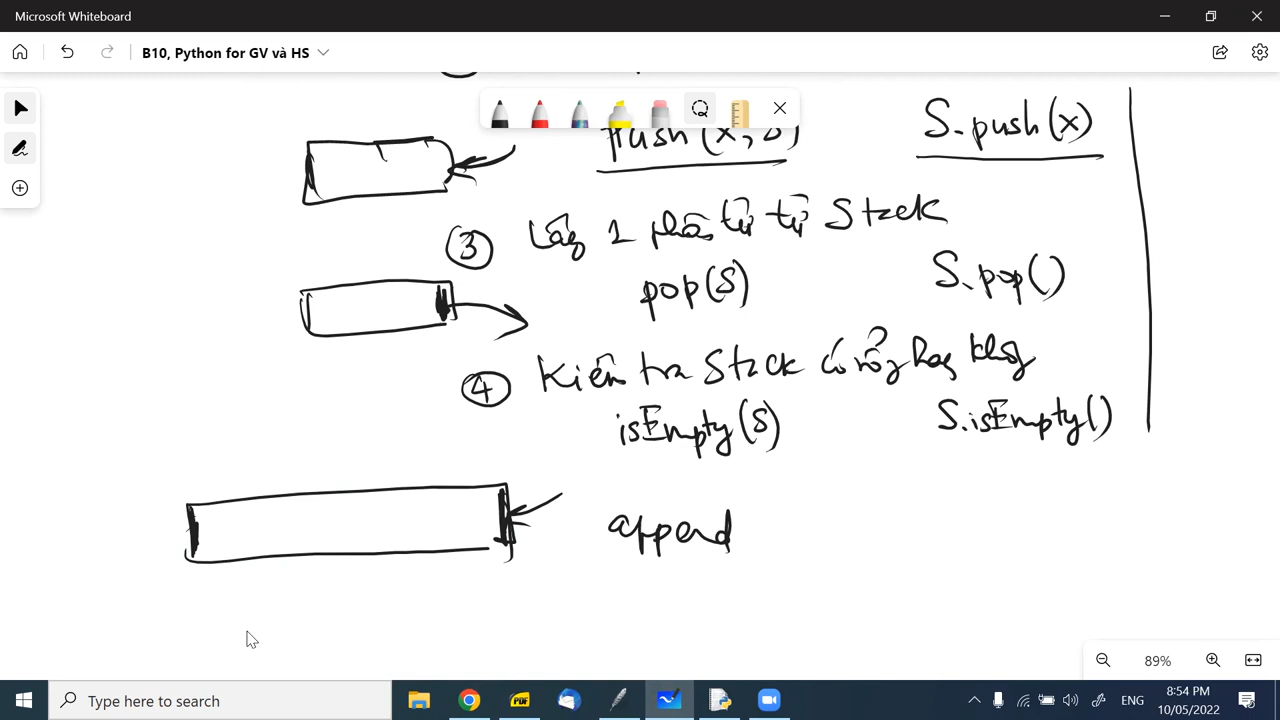 Microsoft Whiteboard
B10, Python for GV và HS
Push(x, S)
S.push(x)
③ Lấy 1 phần tử từ Stack
pop(S)
S.pop()
④ Kiểm tra Stack có rỗng hay không
isEmpty(S)
S.isEmpty()
append
89%
Type here to search
PDF
ENG
8:54 PM
10/05/2022